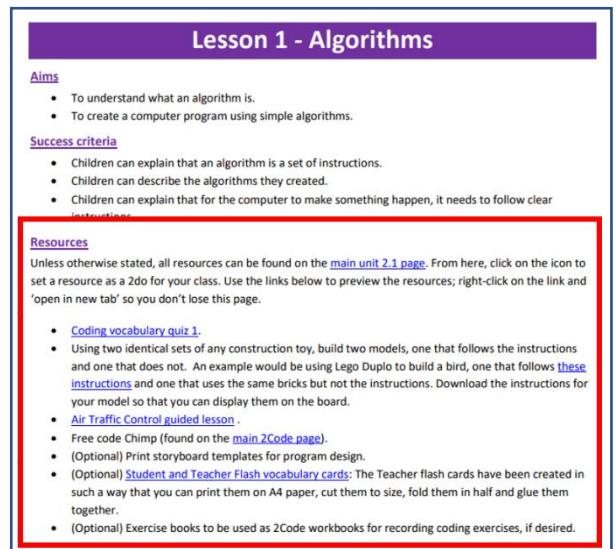 Lesson 1 - Algorithms
Aims
• To understand what an algorithm is.
• To create a computer program using simple algorithms.
Success criteria
• Children can explain that an algorithm is a set of instructions.
• Children can describe the algorithms they created.
• Children can explain that for the computer to make something happen, it needs to follow clear
instructions
Resources
Unless otherwise stated, all resources can be found on the main unit 2.1 page. From here, click on the icon to
set a resource as a 2do for your class. Use the links below to preview the resources; right-click on the link and
‘open in new tab’ so you don’t lose this page.
• Coding vocabulary quiz 1.
• Using two identical sets of any construction toy, build two models, one that follows the instructions
and one that does not. An example would be using Lego Duplo to build a bird, one that follows these
instructions and one that uses the same bricks but not the instructions. Download the instructions for
your model so that you can display them on the board.
• Air Traffic Control guided lesson .
• Free code Chimp (found on the main 2Code page).
• (Optional) Print storyboard templates for program design.
• (Optional) Student and Teacher Flash vocabulary cards: The Teacher flash cards have been created in
such a way that you can print them on A4 paper, cut them to size, fold them in half and glue them
together.
• (Optional) Exercise books to be used as 2Code workbooks for recording coding exercises, if desired.